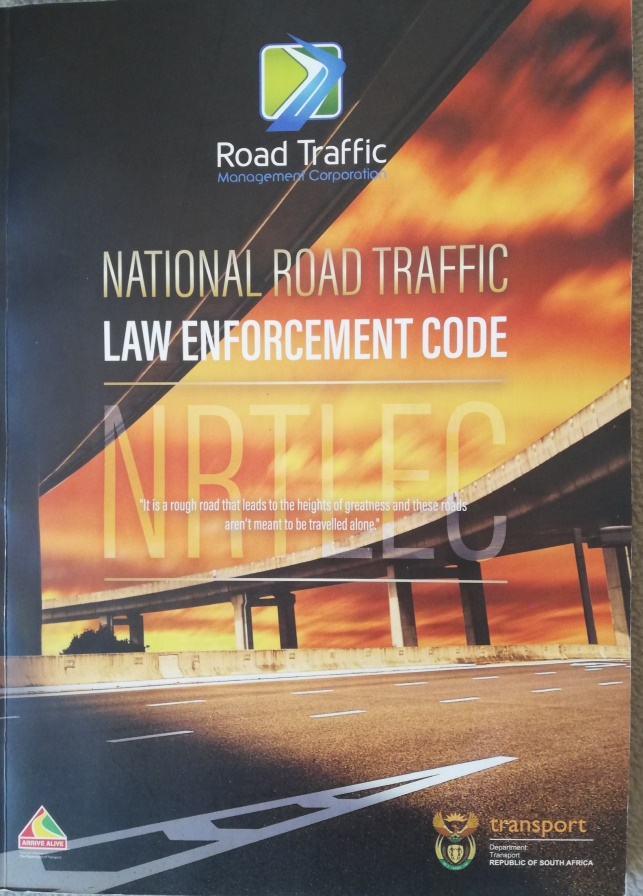 Road Traffic
Management Corporation
NATIONAL ROAD TRAFFIC
LAW ENFORCEMENT CODE
NRTLEC
"It is a rough road that leads to the heights of greatness and these roads
aren't meant to be travelled alone."
ARRIVE ALIVE
transport
Department:
Transport
REPUBLIC OF SOUTH AFRICA